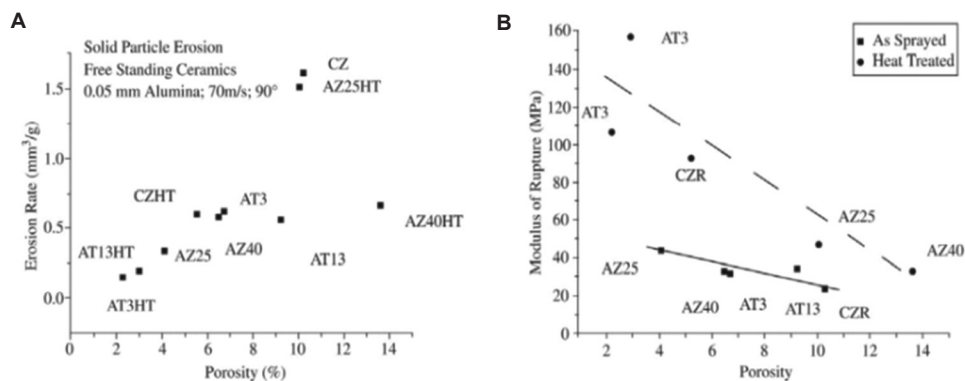 A
Solid Particle Erosion
Free Standing Ceramics
0.05 mm Alumina; 70m/s; 90°
CZ
AZ25HT
CZHT
AT3
AZ40HT
AT13HT
AZ25
AZ40
AT13
AT3HT
Erosion Rate (mm³/g)
1.5
1.0
0.5
0.0
0 2 4 6 8 10 12 14
Porosity (%)
B
As Sprayed
Heat Treated
AT3
AT3
CZR
AZ25
AZ40
AZ25
AZ40
AT3
AT13
CZR
Modulus of Rupture (MPa)
160
140
120
100
80
60
40
20
0
2 4 6 8 10 12 14
Porosity